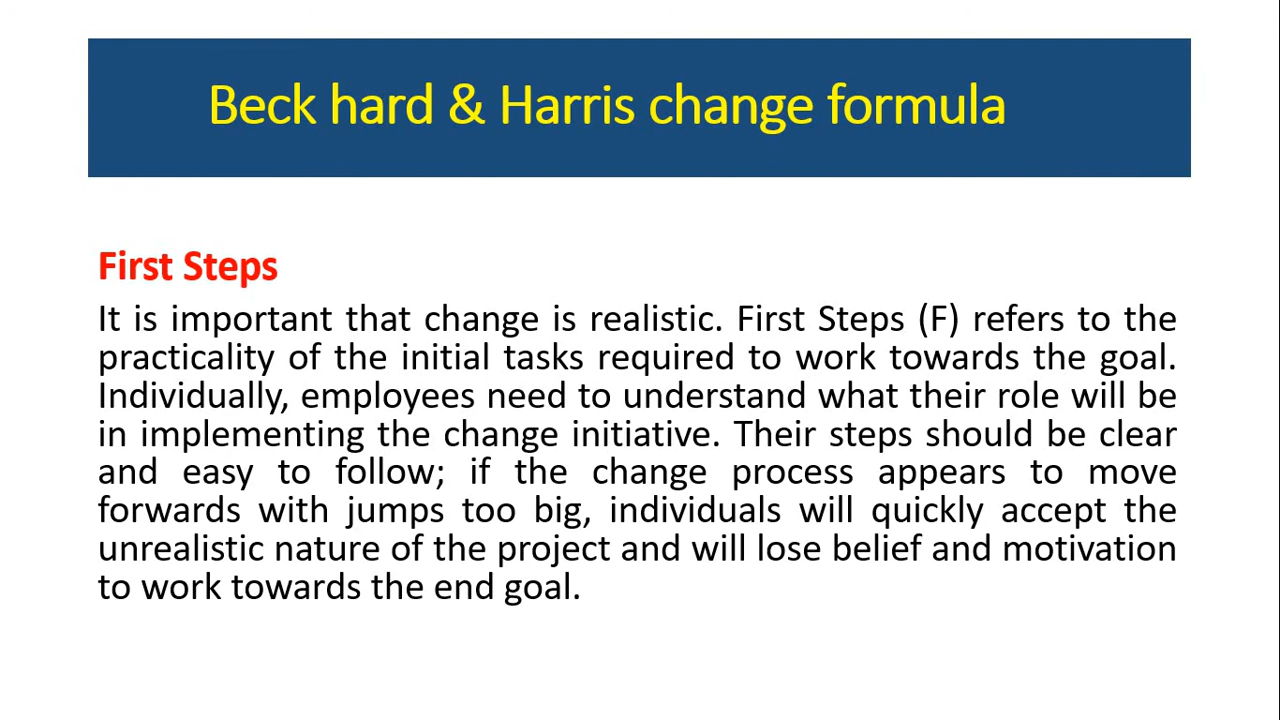 Beck hard & Harris change formula
First Steps
It is important that change is realistic. First Steps (F) refers to the
practicality of the initial tasks required to work towards the goal.
Individually, employees need to understand what their role will be
in implementing the change initiative. Their steps should be clear
and easy to follow; if the change process appears to move
forwards with jumps too big, individuals will quickly accept the
unrealistic nature of the project and will lose belief and motivation
to work towards the end goal.